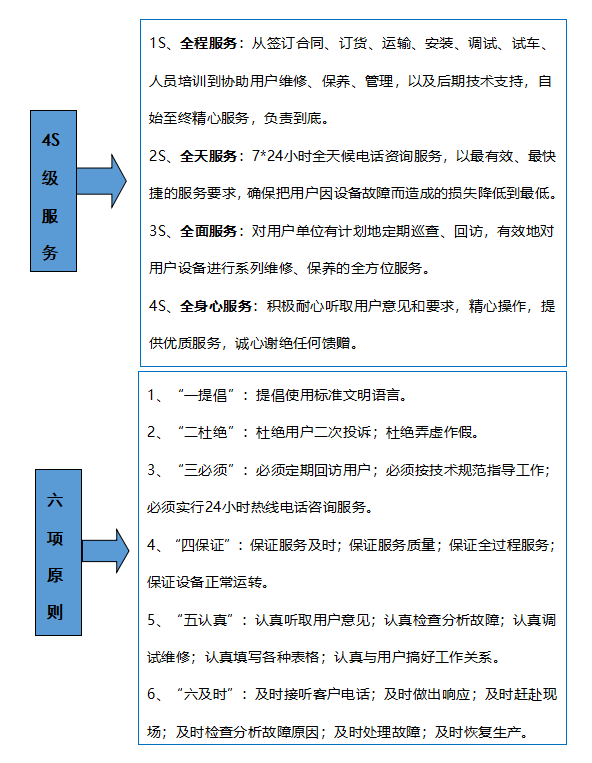 4S
级
服
务
1S、全程服务：从签订合同、订货、运输、安装、调试、试车、
人员培训到协助用户维修、保养、管理，以及后期技术支持，自
始至终精心服务，负责到底。
2S、全天服务：7*24小时全天候电话咨询服务，以最有效、最快
捷的服务要求，确保把用户因设备故障而造成的损失降低到最低。
3S、全面服务：对用户单位有计划地定期巡查、回访，有效地对
用户设备进行系列维修、保养的全方位服务。
4S、全身心服务：积极耐心听取用户意见和要求，精心操作，提
供优质服务，诚心谢绝任何馈赠。
六
项
原
则
1、“一提倡”：提倡使用标准文明语言。
2、“二杜绝”：杜绝用户二次投诉；杜绝弄虚作假。
3、“三必须”：必须定期回访用户；必须按技术规范指导工作；
必须实行24小时热线电话咨询服务。
4、“四保证”：保证服务及时；保证服务质量；保证全过程服务；
保证设备正常运转。
5、“五认真”：认真听取用户意见；认真检查分析故障；认真调
试维修；认真填写各种表格；认真与用户搞好工作关系。
6、“六及时”：及时接听客户电话；及时做出响应；及时赶赴现
场；及时检查分析故障原因；及时处理故障；及时恢复生产。